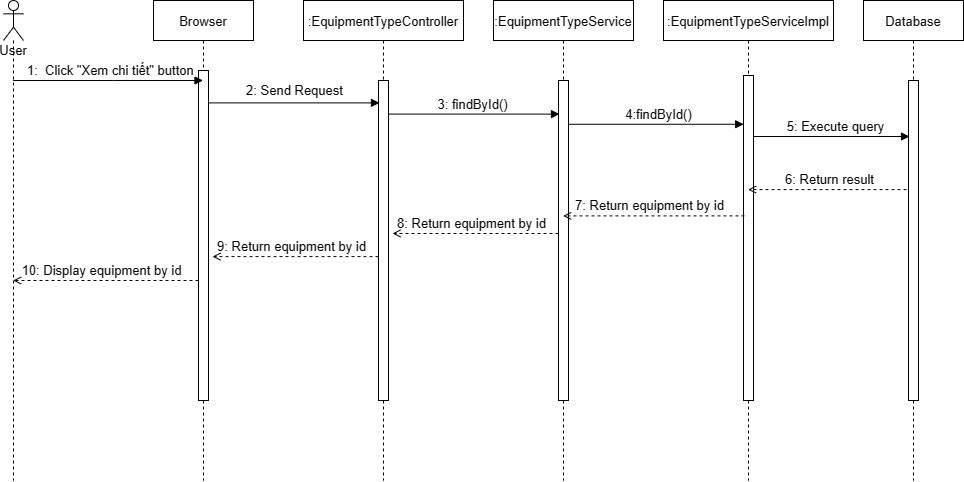 Browser
:EquipmentTypeController
:EquipmentTypeService
:EquipmentTypeServiceImpl
Database
User
1: Click "Xem chi tiết" button
2: Send Request
3: findById()
4:findById()
5: Execute query
6: Return result
7: Return equipment by id
8: Return equipment by id
9: Return equipment by id
10: Display equipment by id